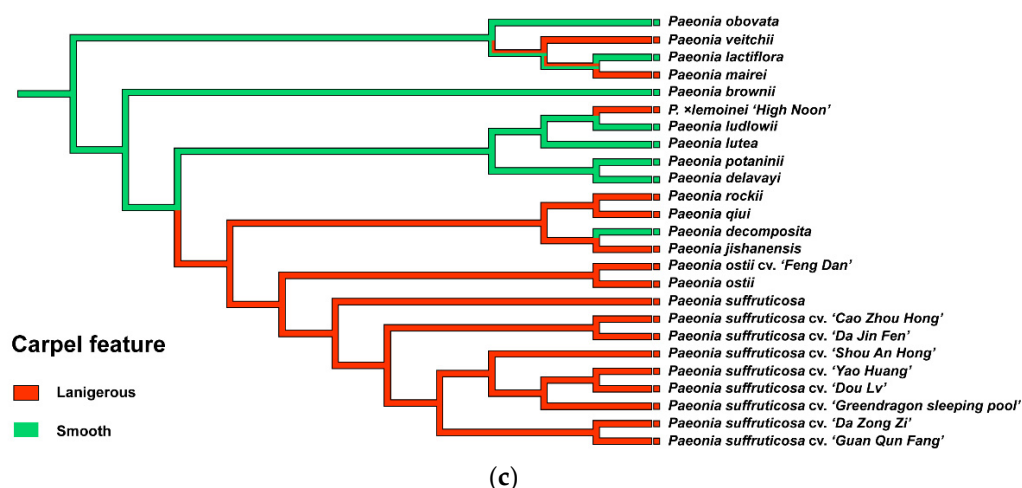 Paeonia obovata
Paeonia veitchii
Paeonia lactiflora
Paeonia mairei
Paeonia brownii
P. ×lemoinei ‘High Noon’
Paeonia ludlowii
Paeonia lutea
Paeonia potaninii
Paeonia delavayi
Paeonia rockii
Paeonia qiui
Paeonia decomposita
Paeonia jishanensis
Paeonia ostii cv. ‘Feng Dan’
Paeonia ostii
Paeonia suffruticosa
Paeonia suffruticosa cv. ‘Cao Zhou Hong’
Paeonia suffruticosa cv. ‘Da Jin Fen’
Paeonia suffruticosa cv. ‘Shou An Hong’
Paeonia suffruticosa cv. ‘Yao Huang’
Paeonia suffruticosa cv. ‘Dou Lv’
Paeonia suffruticosa cv. ‘Greendragon sleeping pool’
Paeonia suffruticosa cv. ‘Da Zong Zi’
Paeonia suffruticosa cv. ‘Guan Qun Fang’
Carpel feature
Lanigerous
Smooth
(c)